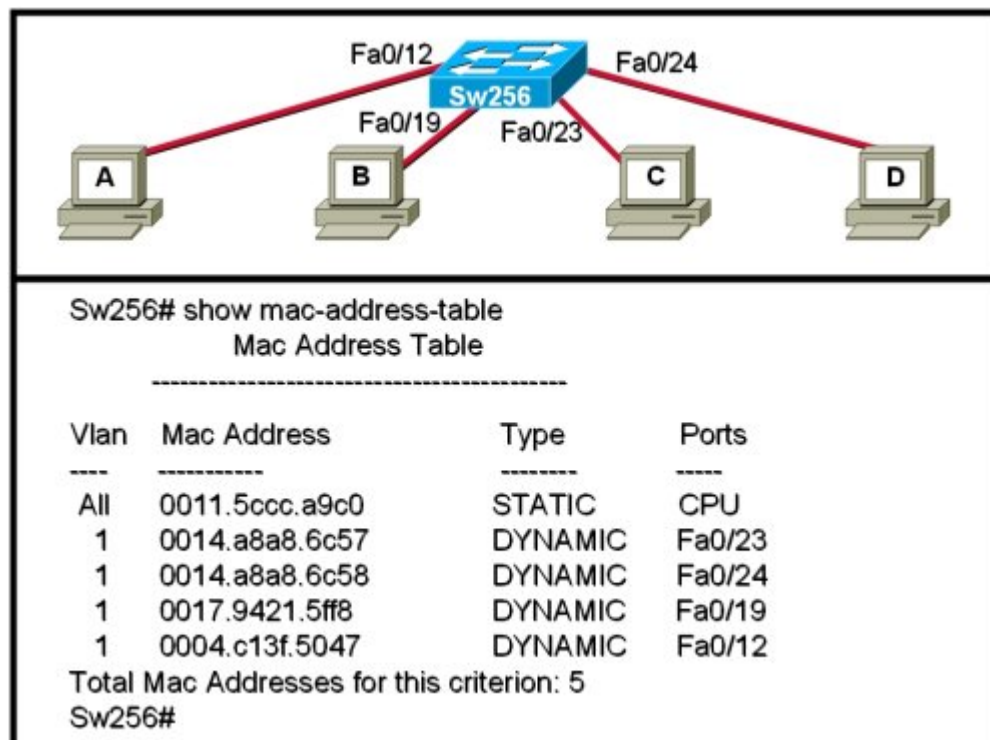 Fa0/12
Fa0/24
Sw256
Fa0/19
Fa0/23
A
B
C
D
Sw256# show mac-address-table
Mac Address Table
-------------------------------------------
Vlan Mac Address Type Ports
---- ----------- -------- -----
All 0011.5ccc.a9c0 STATIC CPU
1 0014.a8a8.6c57 DYNAMIC Fa0/23
1 0014.a8a8.6c58 DYNAMIC Fa0/24
1 0017.9421.5ff8 DYNAMIC Fa0/19
1 0004.c13f.5047 DYNAMIC Fa0/12
Total Mac Addresses for this criterion: 5
Sw256#